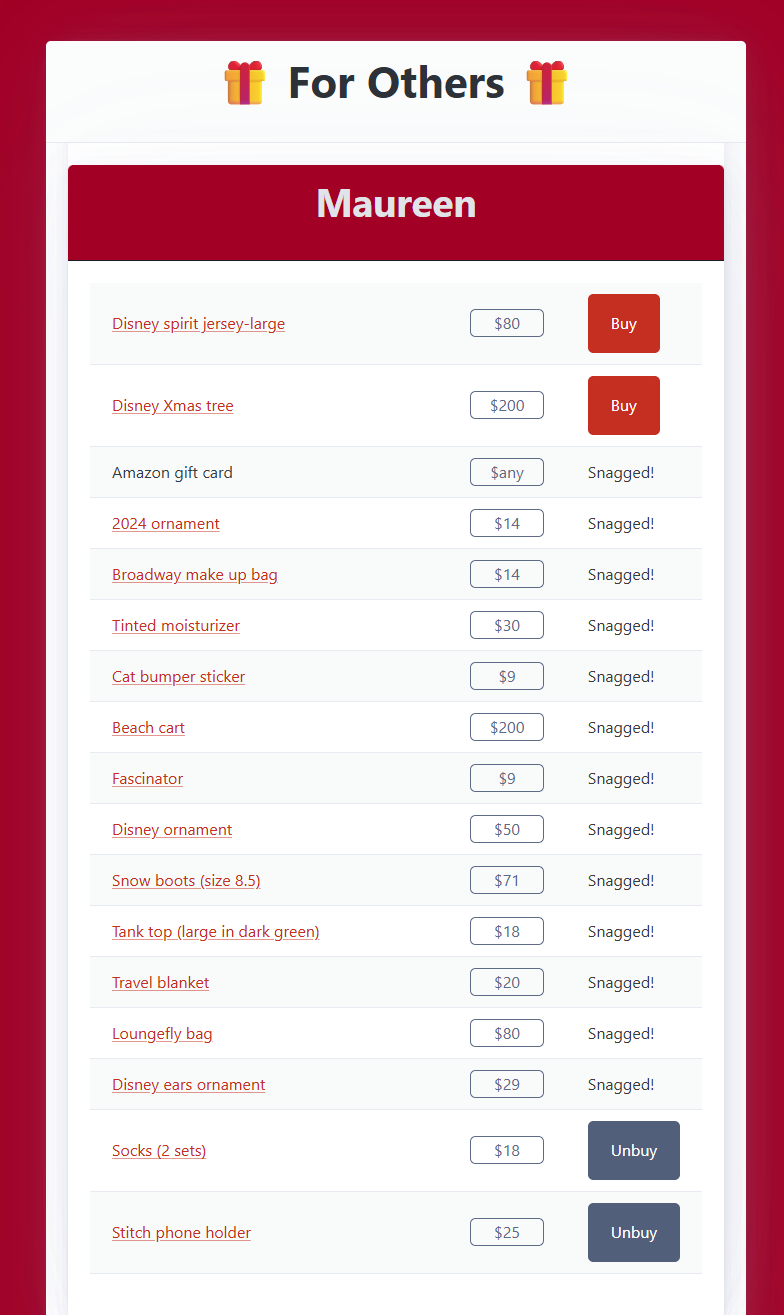 For Others
Maureen
Disney spirit jersey-large $80 Buy
Disney Xmas tree $200 Buy
Amazon gift card $any Snagged!
2024 ornament $14 Snagged!
Broadway make up bag $14 Snagged!
Tinted moisturizer $30 Snagged!
Cat bumper sticker $9 Snagged!
Beach cart $200 Snagged!
Fascinator $9 Snagged!
Disney ornament $50 Snagged!
Snow boots (size 8.5) $71 Snagged!
Tank top (large in dark green) $18 Snagged!
Travel blanket $20 Snagged!
Loungefly bag $80 Snagged!
Disney ears ornament $29 Snagged!
Socks (2 sets) $18 Unbuy
Stitch phone holder $25 Unbuy